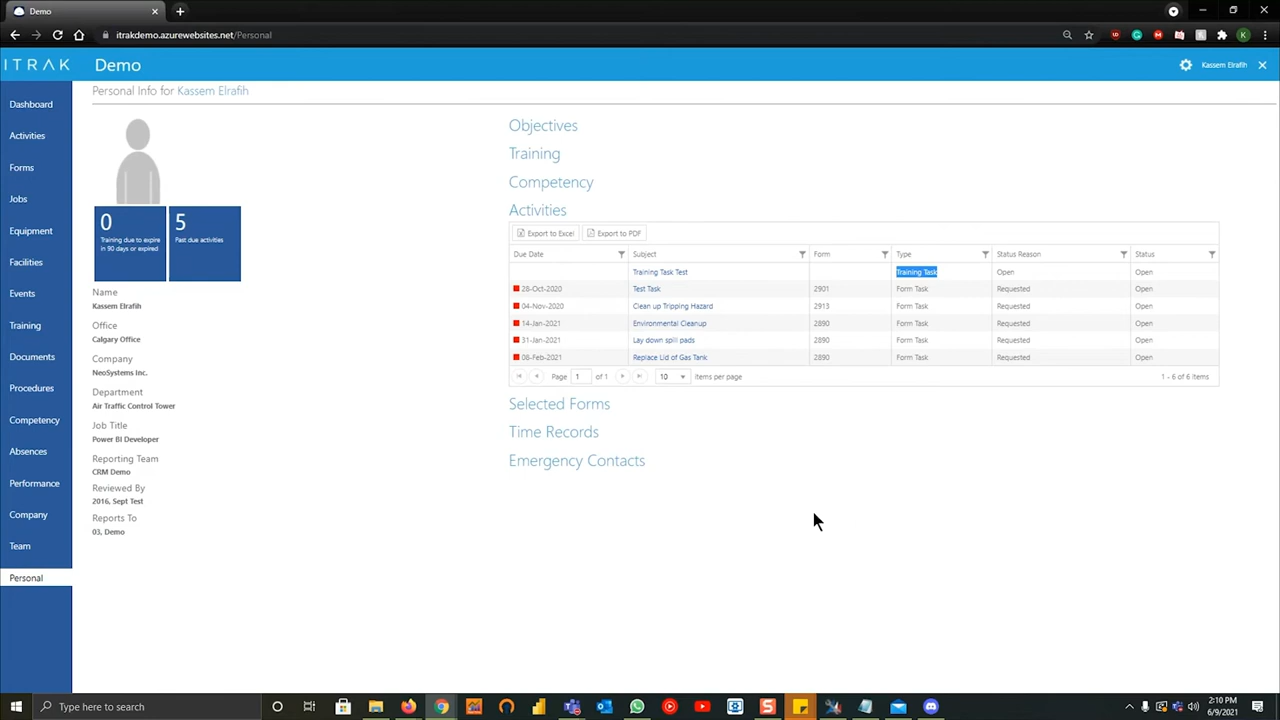 Demo
itrakdemo.azurewebsites.net/Personal
ITRAK
Demo
Kassem Elrafih
Dashboard
Activities
Forms
Jobs
Equipment
Facilities
Events
Training
Documents
Procedures
Competency
Absences
Performance
Company
Team
Personal
Personal Info for Kassem Elrafih
0
Training due to expire
in 90 days or expired
5
Past due activities
Name
Kassem Elrafih
Office
Calgary Office
Company
NeoSystems Inc.
Department
Air Traffic Control Tower
Job Title
Power BI Developer
Reporting Team
CRM Demo
Reviewed By
2016, Sept Test
Reports To
03, Demo
Objectives
Training
Competency
Activities
Export to Excel Export to PDF
Due Date Subject Form Type Status Reason Status
Training Task Test Training Task Open Open
28-Oct-2020 Test Task 2901 Form Task Requested Open
04-Nov-2020 Clean up Tripping Hazard 2913 Form Task Requested Open
14-Jan-2021 Environmental Cleanup 2890 Form Task Requested Open
31-Jan-2021 Lay down spill pads 2890 Form Task Requested Open
08-Feb-2021 Replace Lid of Gas Tank 2890 Form Task Requested Open
Page 1 of 1 10 items per page 1 - 6 of 6 items
Selected Forms
Time Records
Emergency Contacts
Type here to search
2:10 PM
6/9/2021